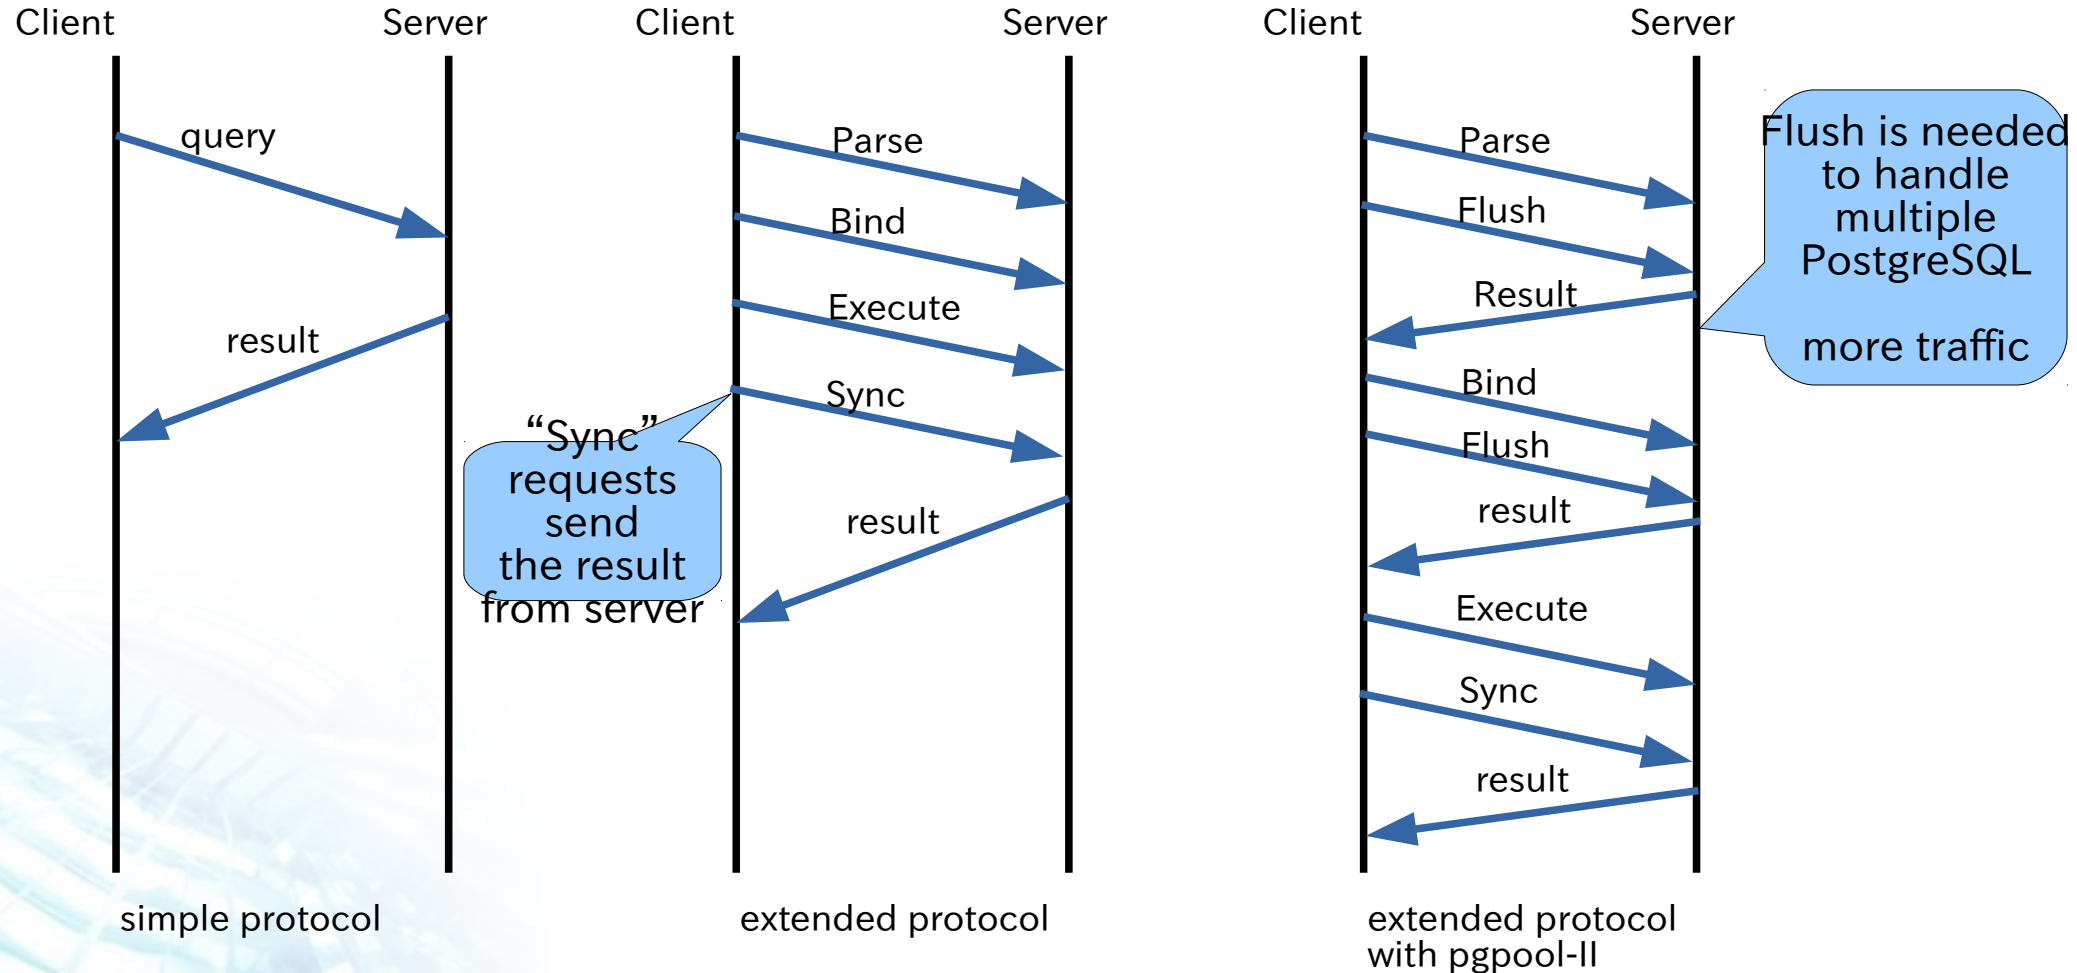 Client
Server
query
result
simple protocol
Client
Server
Parse
Bind
Execute
Sync
“Sync”
requests
send
the result
from server
result
extended protocol
Client
Server
Parse
Flush
Result
Bind
Flush
result
Execute
Sync
result
Flush is needed
to handle
multiple
PostgreSQL
more traffic
extended protocol
with pgpool-II